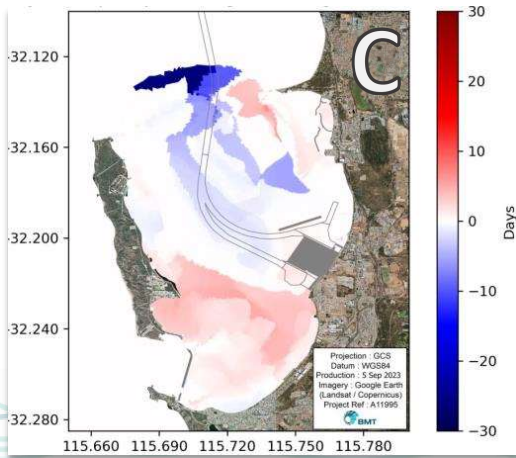 C
-32.120
-32.160
-32.200
-32.240
-32.280
115.660 115.690 115.720 115.750 115.780
30
20
10
0
-10
-20
-30
Days
Projection : GCS
Datum : WGS84
Production : 5 Sep 2023
Imagery : Google Earth
(Landsat / Copernicus)
Project Ref : A11995
BMT